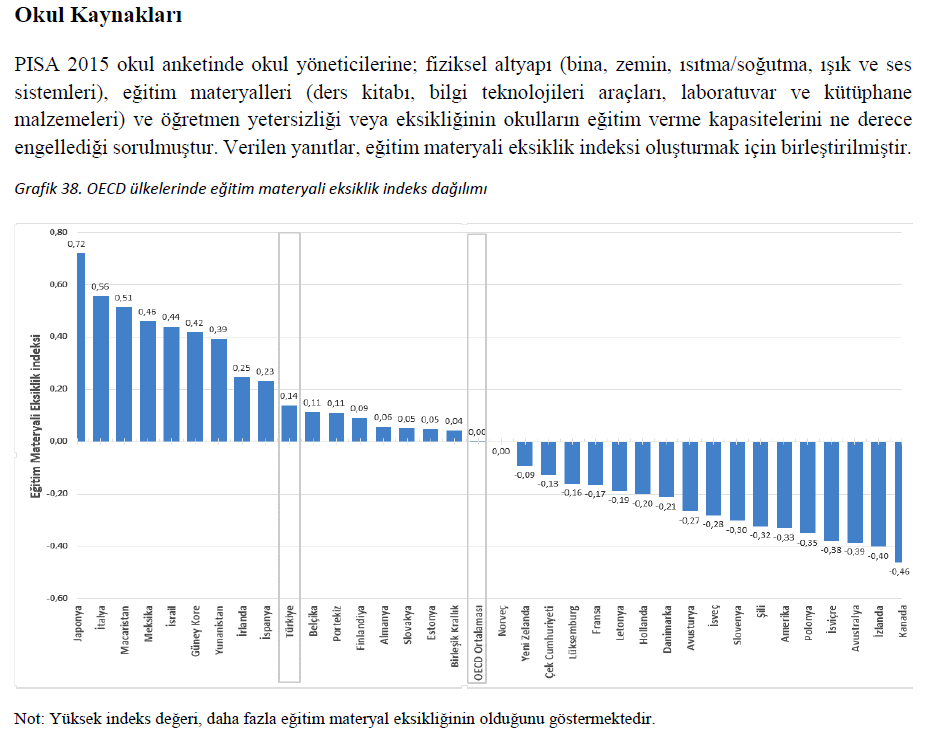 Okul Kaynakları
PISA 2015 okul anketinde okul yöneticilerine; fiziksel altyapı (bina, zemin, ısıtma/soğutma, ışık ve ses
sistemleri), eğitim materyalleri (ders kitabı, bilgi teknolojileri araçları, laboratuvar ve kütüphane
malzemeleri) ve öğretmen yetersizliği veya eksikliğinin okulların eğitim verme kapasitelerini ne derece
engellediği sorulmuştur. Verilen yanıtlar, eğitim materyali eksiklik indeksi oluşturmak için birleştirilmiştir.
Grafik 38. OECD ülkelerinde eğitim materyali eksiklik indeks dağılımı
Eğitim Materyali Eksiklik indeksi
0,80
0,60
0,40
0,20
0,00
-0,20
-0,40
-0,60
0,72
0,56
0,51
0,46
0,44
0,42
0,39
0,25
0,23
0,14
0,11
0,11
0,09
0,06
0,05
0,05
0,04
0,00
0,00
-0,09
-0,13
-0,16
-0,17
-0,19
-0,20
-0,21
-0,27
-0,28
-0,30
-0,32
-0,33
-0,35
-0,38
-0,39
-0,40
-0,46
Japonya
İtalya
Macaristan
Meksika
İsrail
Güney Kore
Yunanistan
İrlanda
İspanya
Türkiye
Belçika
Portekiz
Finlandiya
Almanya
Slovakya
Estonya
Birleşik Krallık
OECD Ortalaması
Norveç
Yeni Zelanda
Çek Cumhuriyeti
Lüksemburg
Fransa
Letonya
Hollanda
Danimarka
Avusturya
İsveç
Slovenya
Şili
Amerika
Polonya
İsviçre
Avustralya
İzlanda
Kanada
Not: Yüksek indeks değeri, daha fazla eğitim materyal eksikliğinin olduğunu göstermektedir.